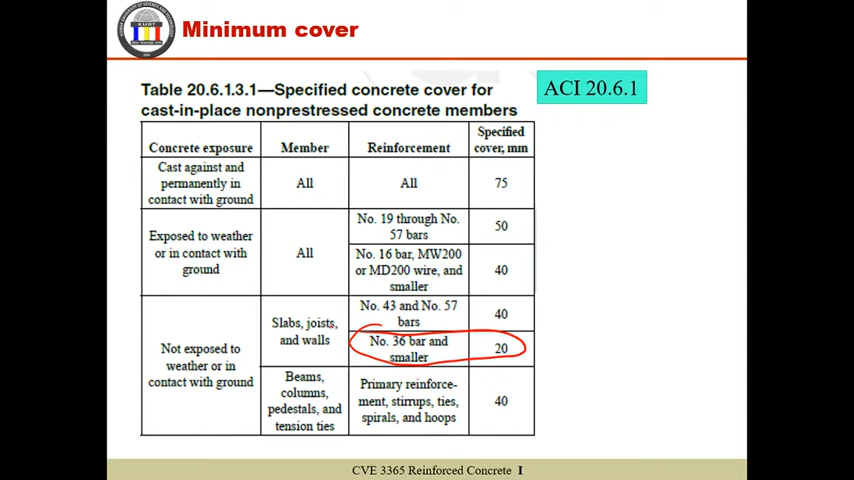 Minimum cover
Table 20.6.1.3.1—Specified concrete cover for
cast-in-place nonprestressed concrete members
ACI 20.6.1
Concrete exposure
Member
Reinforcement
Specified
cover, mm
Cast against and
permanently in
contact with ground
All
All
75
Exposed to weather
or in contact with
ground
All
No. 19 through No.
57 bars
50
No. 16 bar, MW200
or MD200 wire, and
smaller
40
Not exposed to
weather or in
contact with ground
Slabs, joists,
and walls
No. 43 and No. 57
bars
40
No. 36 bar and
smaller
20
Beams,
columns,
pedestals, and
tension ties
Primary reinforce-
ment, stirrups, ties,
spirals, and hoops
40
CVE 3365 Reinforced Concrete I